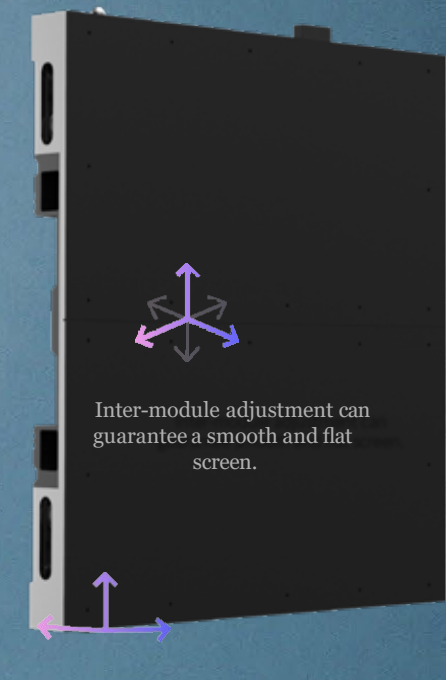 Inter-module adjustment can
guarantee a smooth and flat
screen.